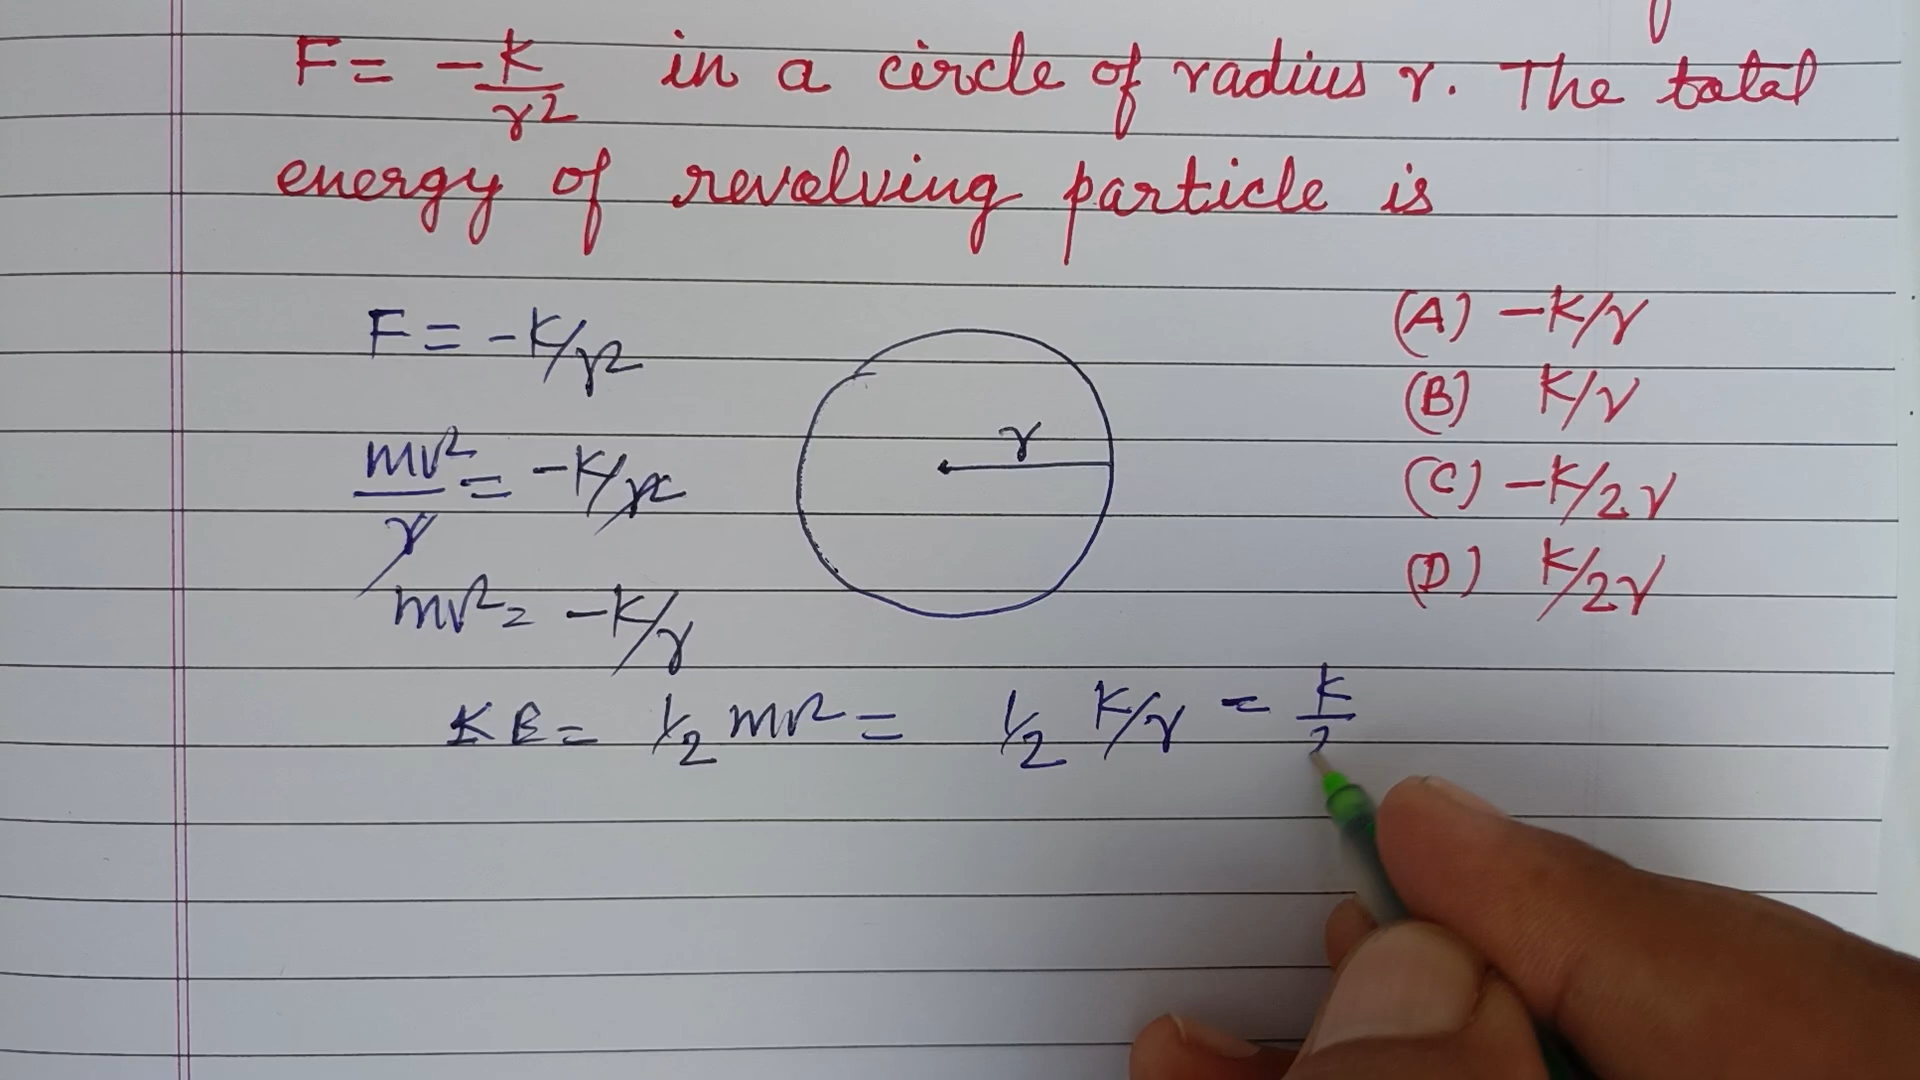 F = -K/r2 in a circle of radius r. The total
energy of revolving particle is
F = -K/r2
(A) -K/r
(B) K/r
r
mv2/r = -K/r2
(C) -K/2r
(D) K/2r
mv2 = -K/r
KE = 1/2 mv2 = 1/2 K/r = K/2